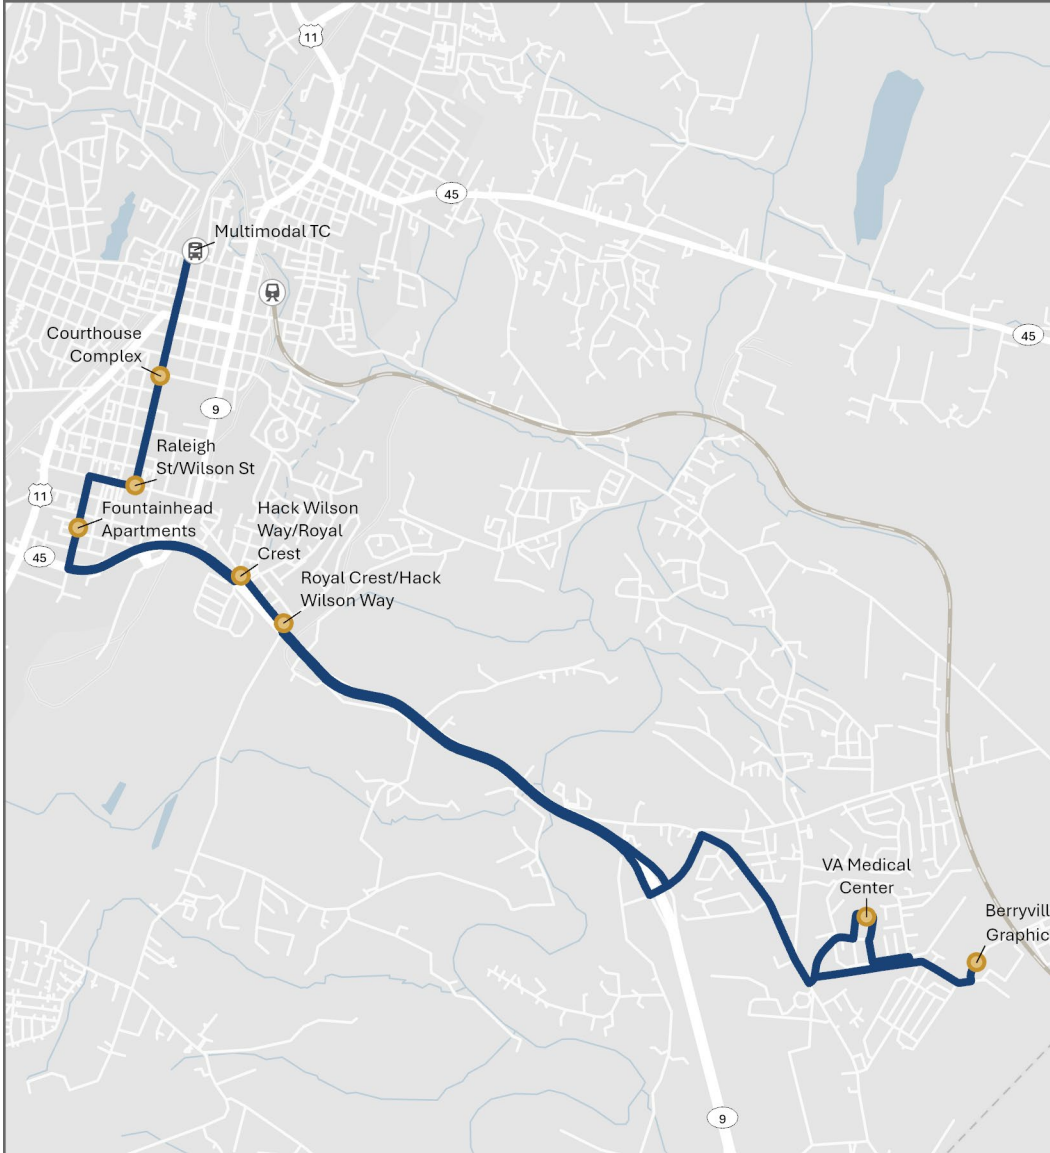 11
45
Multimodal TC
Courthouse
Complex
45
9
Raleigh
St/Wilson St
11
Fountainhead
Apartments
Hack Wilson
Way/Royal
Crest
45
Royal Crest/Hack
Wilson Way
VA Medical
Center
Berryvill
Graphic
9